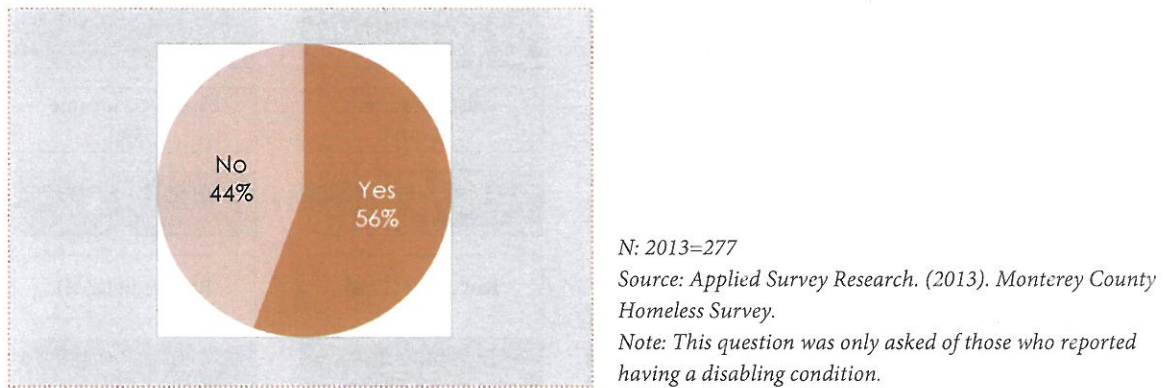 No
44%
Yes
56%
N: 2013=277
Source: Applied Survey Research. (2013). Monterey County
Homeless Survey.
Note: This question was only asked of those who reported
having a disabling condition.